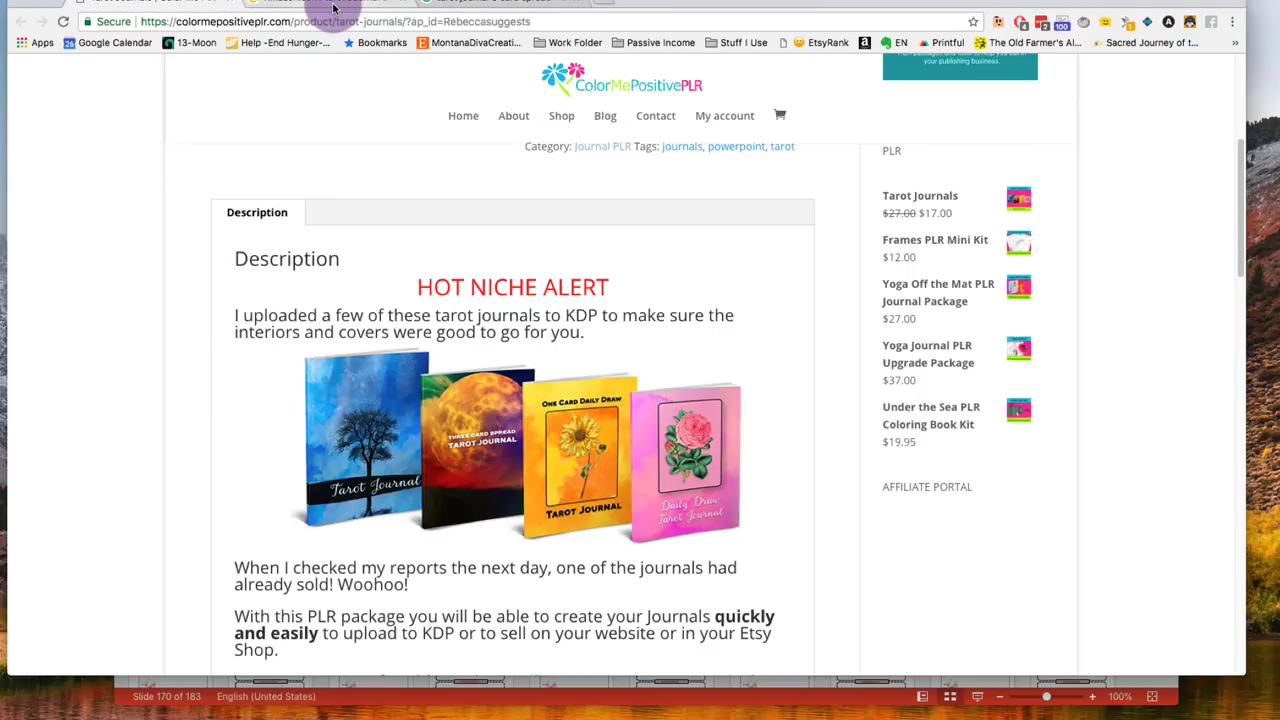 Secure https://colormepositiveplr.com/product/tarot-journals/?ap_id=Rebeccasuggests
Apps 26 Google Calendar 13-Moon Help -End Hunger-... Bookmarks MontanaDivaCreati... Work Folder Passive Income Stuff I Use EtsyRank EN Printful The Old Farmer's Al... Sacred Journey of t... »
your publishing business.
ColorMePositivePLR
Home About Shop Blog Contact My account
Category: Journal PLR Tags: journals, powerpoint, tarot
PLR
Tarot Journals
$27.00 $17.00
Frames PLR Mini Kit
$12.00
Yoga Off the Mat PLR
Journal Package
$27.00
Yoga Journal PLR
Upgrade Package
$37.00
Under the Sea PLR
Coloring Book Kit
$19.95
AFFILIATE PORTAL
Description
Description
HOT NICHE ALERT
I uploaded a few of these tarot journals to KDP to make sure the
interiors and covers were good to go for you.
Tarot Journal
THREE CARD SPREAD
TAROT JOURNAL
ONE CARD DAILY DRAW
TAROT JOURNAL
Daily Draw
Tarot Journal
When I checked my reports the next day, one of the journals had
already sold! Woohoo!
With this PLR package you will be able to create your Journals quickly
and easily to upload to KDP or to sell on your website or in your Etsy
Shop.
Slide 170 of 183 English (United States) 100%